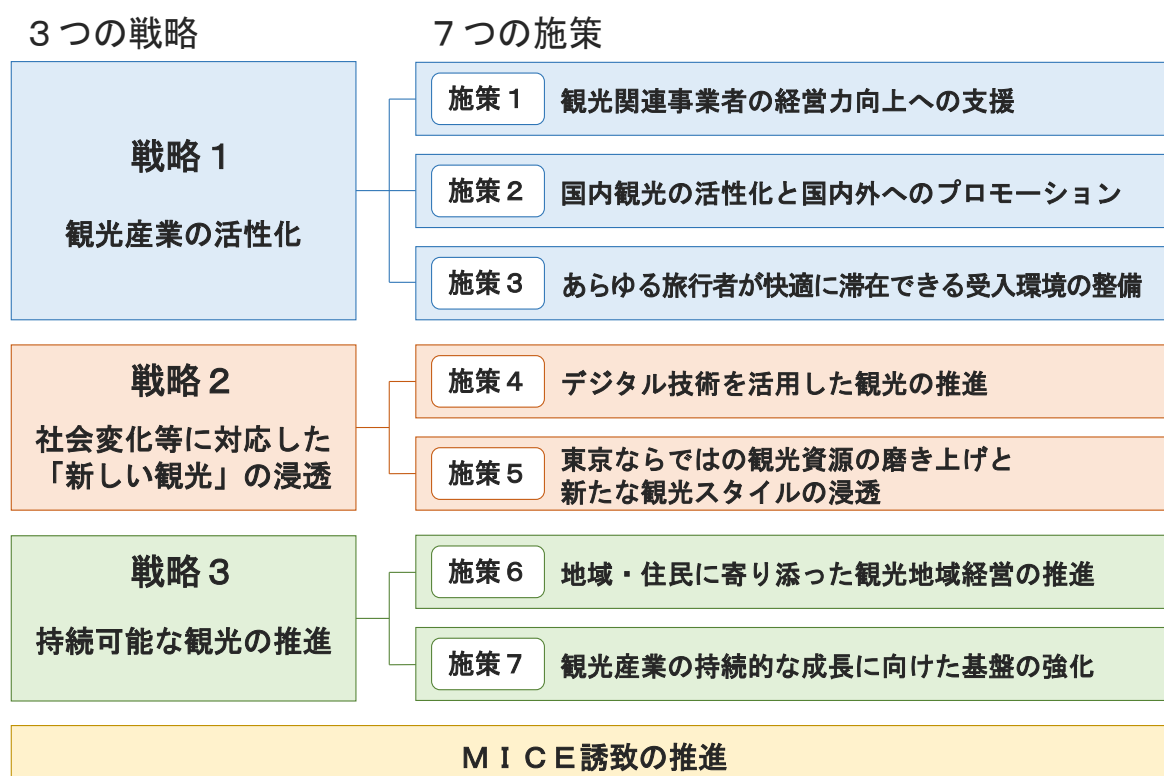 ３つの戦略
７つの施策
戦略１
観光産業の活性化
施策１
観光関連事業者の経営力向上への支援
施策２
国内観光の活性化と国内外へのプロモーション
施策３
あらゆる旅行者が快適に滞在できる受入環境の整備
戦略２
社会変化等に対応した
「新しい観光」の浸透
施策４
デジタル技術を活用した観光の推進
施策５
東京ならではの観光資源の磨き上げと
新たな観光スタイルの浸透
戦略３
持続可能な観光の推進
施策６
地域・住民に寄り添った観光地域経営の推進
施策７
観光産業の持続的な成長に向けた基盤の強化
ＭＩＣＥ誘致の推進